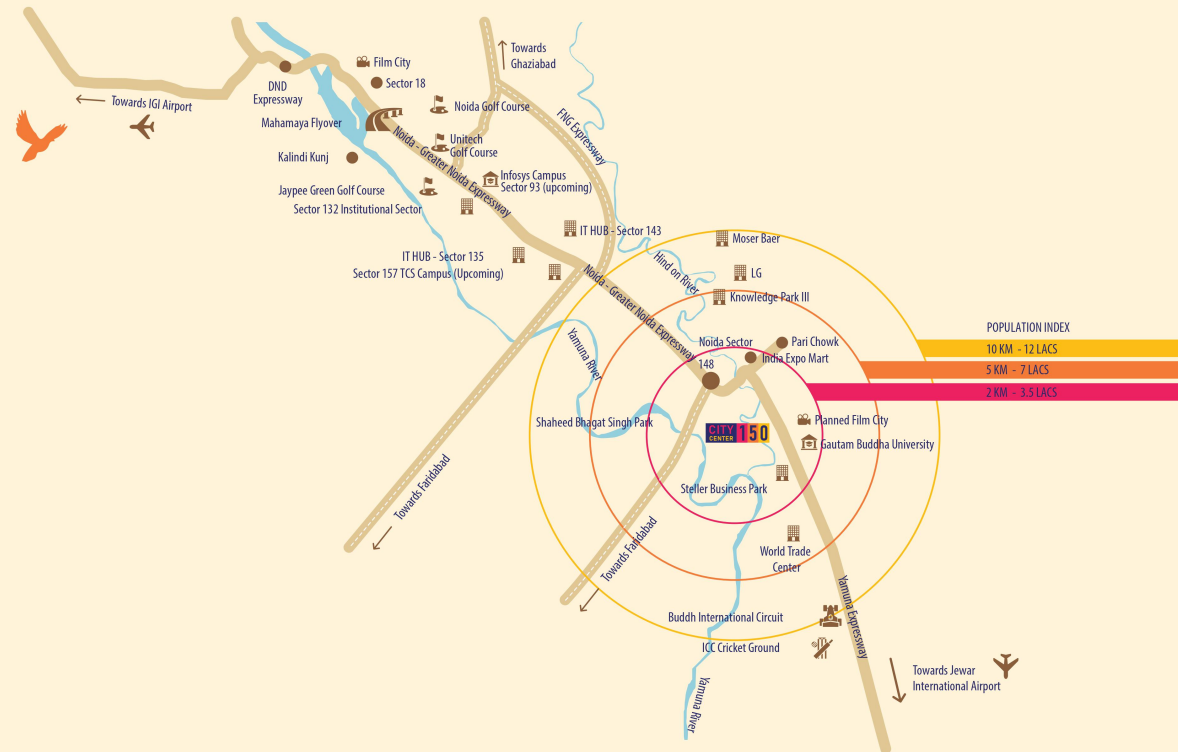 Towards
Ghaziabad
Film City
Sector 18
DND
Expressway
Towards IGI Airport
Noida Golf Course
Mahamaya Flyover
FNG Expressway
Noida - Greater Noida Expressway
Unitech
Golf Course
Kalindi Kunj
Infosys Campus
Sector 93 (upcoming)
Jaypee Green Golf Course
Sector 132 Institutional Sector
IT HUB - Sector 143
Moser Baer
IT HUB - Sector 135
Sector 157 TCS Campus (Upcoming)
Hind on River
LG
Noida - Greater Noida Expressway
Knowledge Park III
POPULATION INDEX
10 KM - 12 LACS
5 KM - 7 LACS
2 KM - 3.5 LACS
Yamuna River
Noida Sector
148
Pari Chowk
India Expo Mart
Shaheed Bhagat Singh Park
CITY
CENTER
150
Planned Film City
Gautam Buddha University
Steller Business Park
Towards Faridabad
Towards Faridabad
World Trade
Center
Yamuna Expressway
Buddh International Circuit
ICC Cricket Ground
Yamuna River
Towards Jewar
International Airport